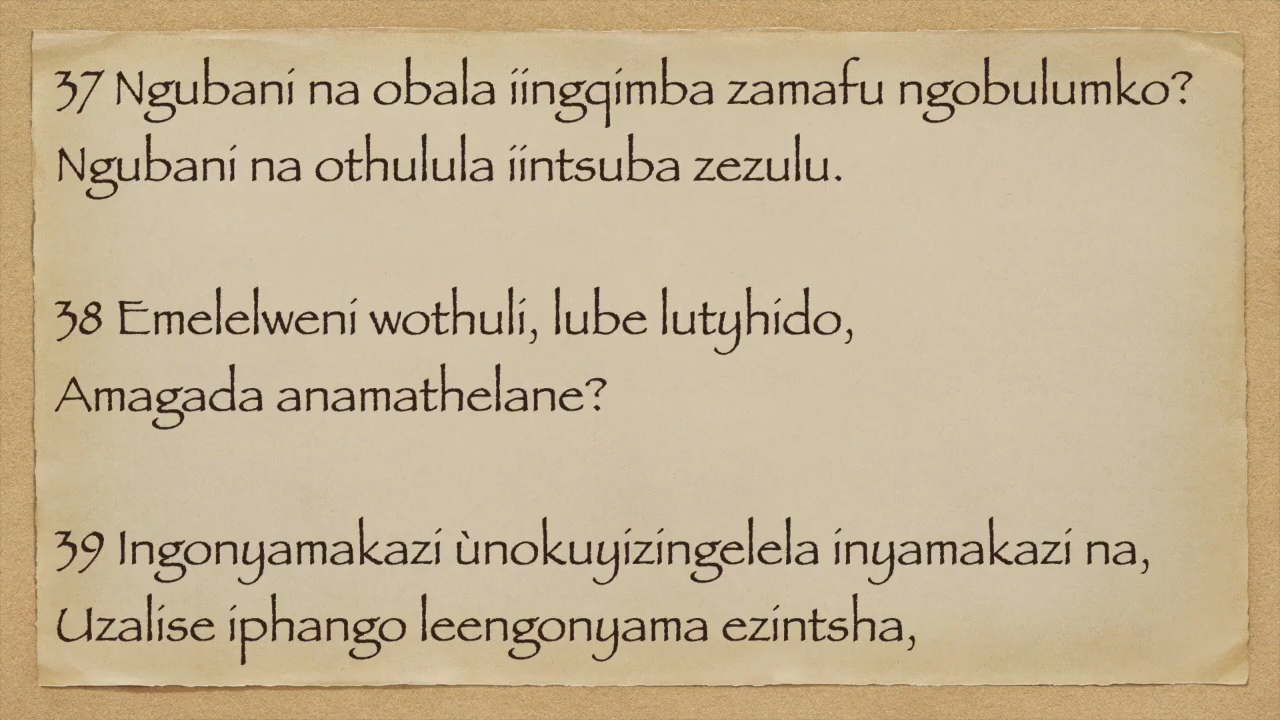 37 Ngubani na obala iingqimba zamafu ngobulumko?
Ngubani na othulula iintsuba zezulu.
38 Emelelweni wothuli, lube lutyhido,
Amagada anamathelane?
39 Ingonyamakazi ùnokuyizingelela inyamakazi na,
Uzalise iphango leengonyama ezintsha,